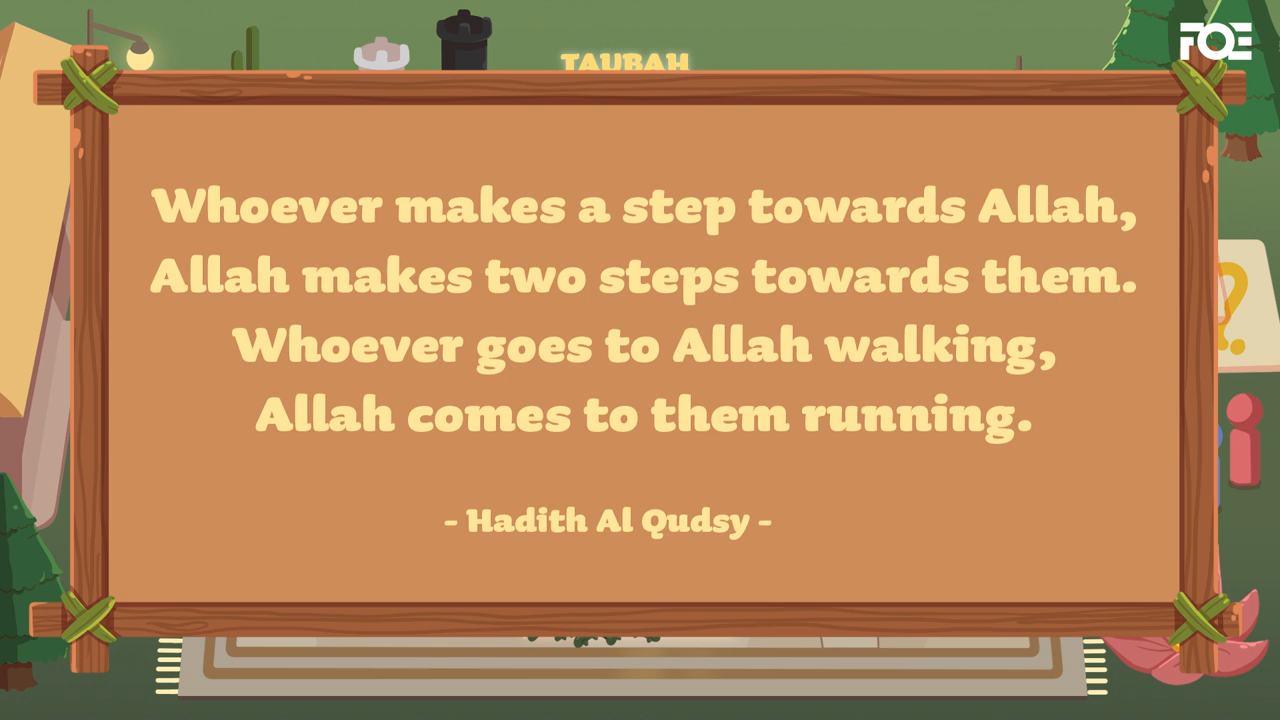 FOE
TAUBAH
Whoever makes a step towards Allah,
Allah makes two steps towards them.
Whoever goes to Allah walking,
Allah comes to them running.
- Hadith Al Qudsy -
?